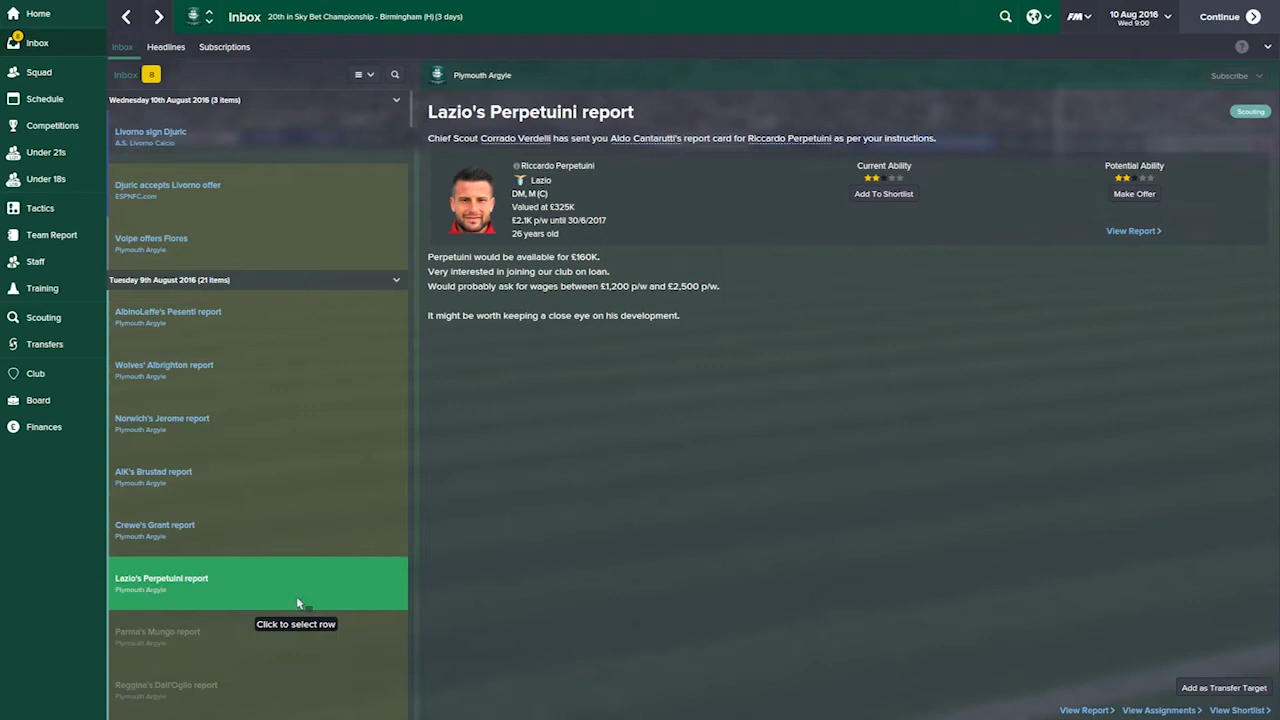 Home
8
Inbox
Squad
Schedule
Competitions
Under 21s
Under 18s
Tactics
Team Report
Staff
Training
Scouting
Transfers
Club
Board
£ Finances
Inbox 20th in Sky Bet Championship - Birmingham (H) (3 days)
FM
10 Aug 2016
Wed 9:00
Continue
Inbox Headlines Subscriptions
?
Inbox 8
Wednesday 10th August 2016 (3 items)
Livorno sign Djuric
A.S. Livorno Calcio
Djuric accepts Livorno offer
ESPNFC.com
Volpe offers Flores
Plymouth Argyle
Tuesday 9th August 2016 (21 items)
AlbinoLeffe's Pesenti report
Plymouth Argyle
Wolves' Albrighton report
Plymouth Argyle
Norwich's Jerome report
Plymouth Argyle
AIK's Brustad report
Plymouth Argyle
Crewe's Grant report
Plymouth Argyle
Lazio's Perpetuini report
Plymouth Argyle
Click to select row
Parma's Mungo report
Plymouth Argyle
Reggina's Dall'Oglio report
Plymouth Argyle
Plymouth Argyle
Subscribe
Lazio's Perpetuini report
Scouting
Chief Scout Corrado Verdelli has sent you Aldo Cantarutti's report card for Riccardo Perpetuini as per your instructions.
Riccardo Perpetuini
Lazio
DM, M (C)
Valued at £325K
£2.1K p/w until 30/6/2017
26 years old
Current Ability
Add To Shortlist
Potential Ability
Make Offer
View Report >
Perpetuini would be available for £160K.
Very interested in joining our club on loan.
Would probably ask for wages between £1,200 p/w and £2,500 p/w.
It might be worth keeping a close eye on his development.
Add as Transfer Target
View Report > View Assignments > View Shortlist >